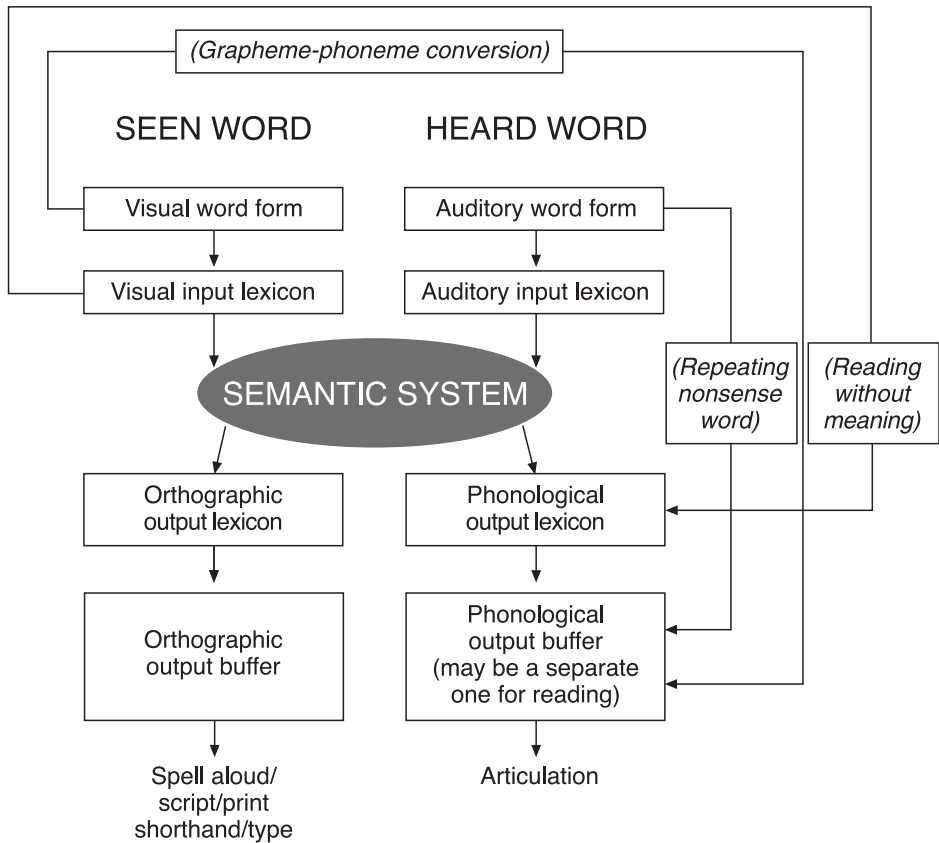 (Grapheme-phoneme conversion)
SEEN WORD
HEARD WORD
Visual word form
Auditory word form
Visual input lexicon
Auditory input lexicon
SEMANTIC SYSTEM
(Repeating
nonsense
word)
(Reading
without
meaning)
Orthographic
output lexicon
Phonological
output lexicon
Orthographic
output buffer
Phonological
output buffer
(may be a separate
one for reading)
Spell aloud/
script/print
shorthand/type
Articulation